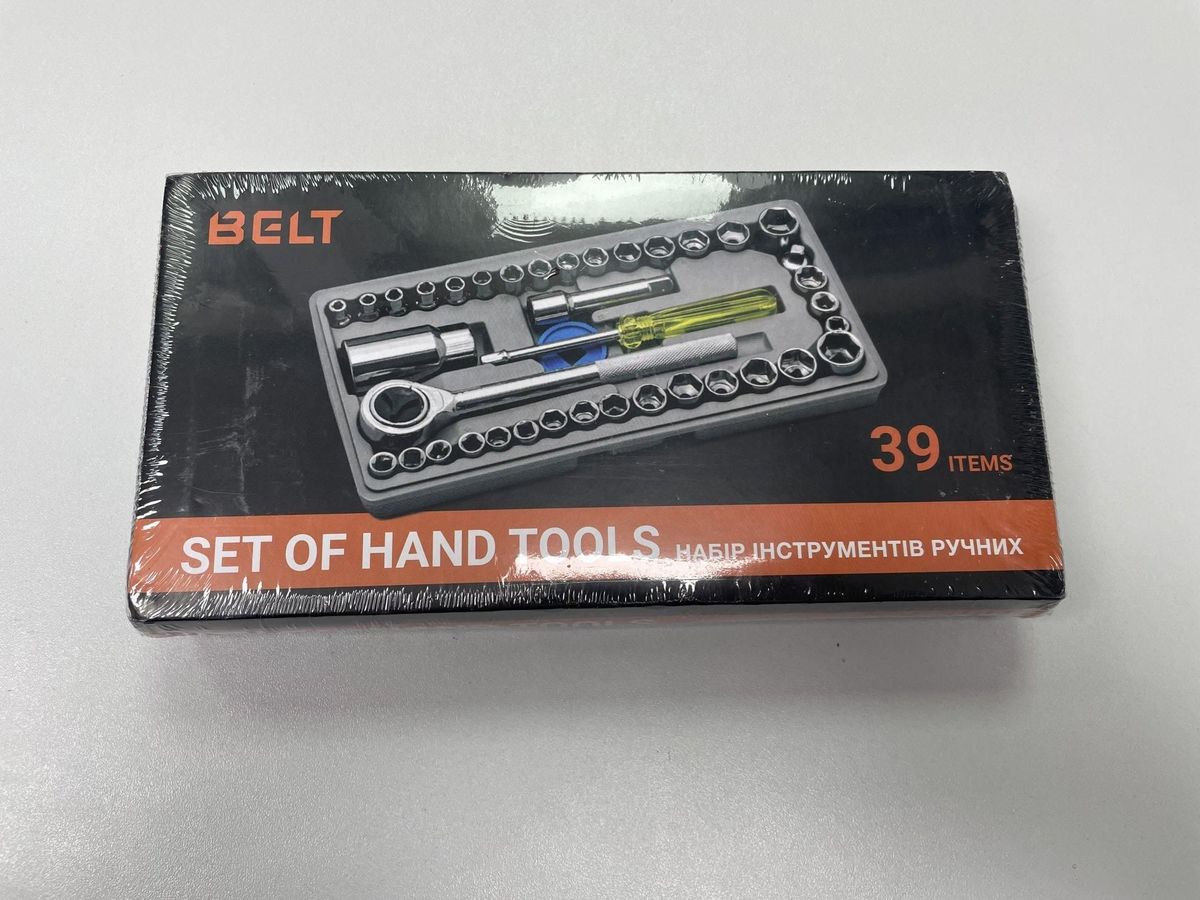 BELT
39 ITEMS
SET OF HAND TOOLS НАБІР ІНСТРУМЕНТІВ РУЧНИХ